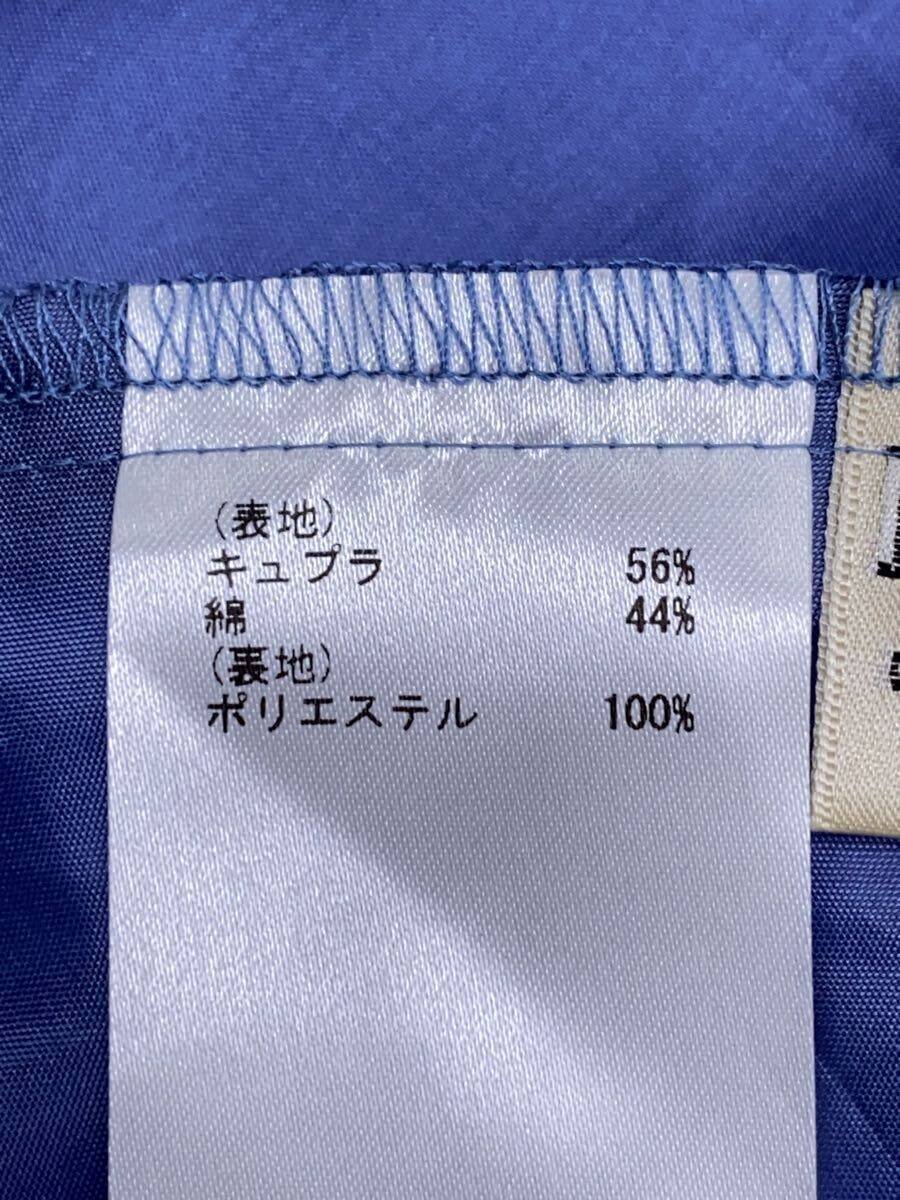 (表地)
キュプラ 56%
綿 44%
(裏地)
ポリエステル 100%